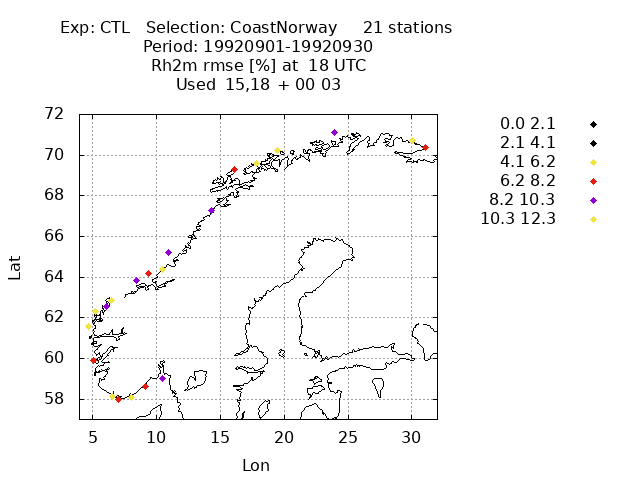 Exp: CTL Selection: CoastNorway 21 stations
Period: 19920901-19920930
Rh2m rmse [%] at 18 UTC
Used 15,18 + 00 03
72
70
68
66
64
62
60
58
Lat
5 10 15 20 25 30
Lon
0.0 2.1
2.1 4.1
4.1 6.2
6.2 8.2
8.2 10.3
10.3 12.3